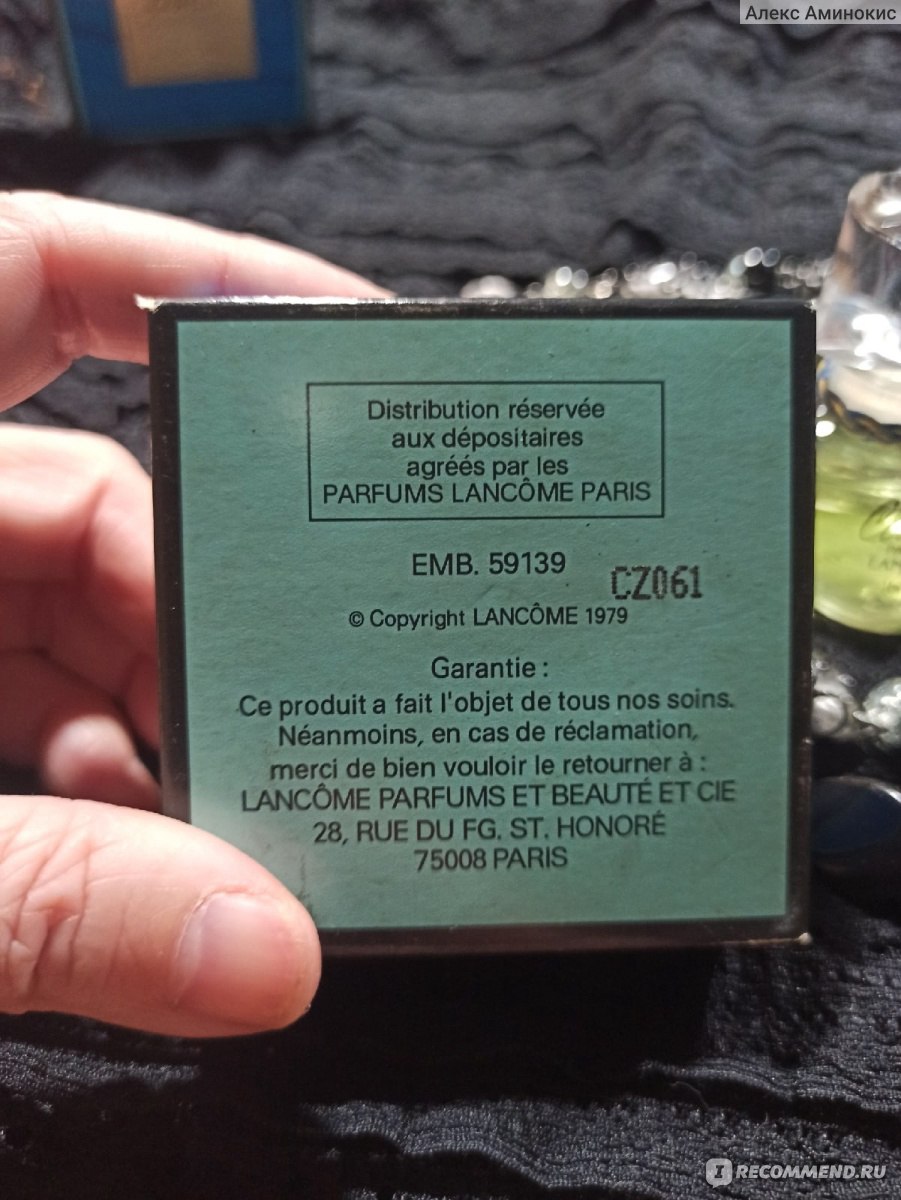 Алекс Аминокис
Distribution réservée
aux dépositaires
agréés par les
PARFUMS LANCÔME PARIS
EMB. 59139
CZ061
© Copyright LANCÔME 1979
Garantie :
Ce produit a fait l'objet de tous nos soins.
Néanmoins, en cas de réclamation,
merci de bien vouloir le retourner à :
LANCÔME PARFUMS ET BEAUTÉ ET CIE
28, RUE DU FG. ST. HONORÉ
75008 PARIS
IRECOMMEND.RU